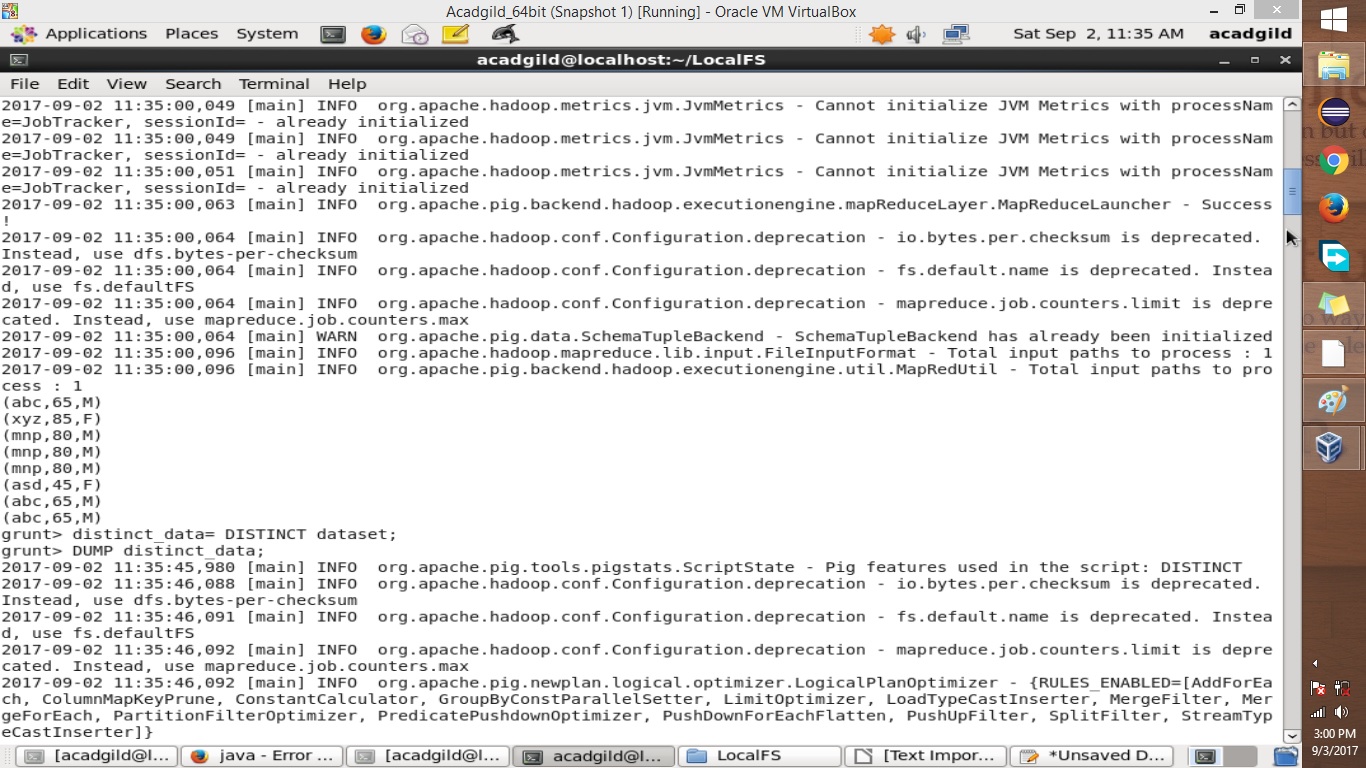 Acadgild_64bit (Snapshot 1) [Running] - Oracle VM VirtualBox
Applications Places System Sat Sep 2, 11:35 AM acadgild
acadgild@localhost:~/LocalFS
File Edit View Search Terminal Help
2017-09-02 11:35:00,049 [main] INFO  org.apache.hadoop.metrics.jvm.JvmMetrics - Cannot initialize JVM Metrics with processNam
e=JobTracker, sessionId= - already initialized
2017-09-02 11:35:00,049 [main] INFO  org.apache.hadoop.metrics.jvm.JvmMetrics - Cannot initialize JVM Metrics with processNam
e=JobTracker, sessionId= - already initialized
2017-09-02 11:35:00,051 [main] INFO  org.apache.hadoop.metrics.jvm.JvmMetrics - Cannot initialize JVM Metrics with processNam
e=JobTracker, sessionId= - already initialized
2017-09-02 11:35:00,063 [main] INFO  org.apache.pig.backend.hadoop.executionengine.mapReduceLayer.MapReduceLauncher - Success
!
2017-09-02 11:35:00,064 [main] INFO  org.apache.hadoop.conf.Configuration.deprecation - io.bytes.per.checksum is deprecated.
Instead, use dfs.bytes-per-checksum
2017-09-02 11:35:00,064 [main] INFO  org.apache.hadoop.conf.Configuration.deprecation - fs.default.name is deprecated. Instea
d, use fs.defaultFS
2017-09-02 11:35:00,064 [main] INFO  org.apache.hadoop.conf.Configuration.deprecation - mapreduce.job.counters.limit is depre
cated. Instead, use mapreduce.job.counters.max
2017-09-02 11:35:00,064 [main] WARN  org.apache.pig.data.SchemaTupleBackend - SchemaTupleBackend has already been initialized
2017-09-02 11:35:00,096 [main] INFO  org.apache.hadoop.mapreduce.lib.input.FileInputFormat - Total input paths to process : 1
2017-09-02 11:35:00,096 [main] INFO  org.apache.pig.backend.hadoop.executionengine.util.MapRedUtil - Total input paths to pro
cess : 1
(abc,65,M)
(xyz,85,F)
(mnp,80,M)
(mnp,80,M)
(mnp,80,M)
(asd,45,F)
(abc,65,M)
(abc,65,M)
grunt> distinct_data= DISTINCT dataset;
grunt> DUMP distinct_data;
2017-09-02 11:35:45,980 [main] INFO  org.apache.pig.tools.pigstats.ScriptState - Pig features used in the script: DISTINCT
2017-09-02 11:35:46,088 [main] INFO  org.apache.hadoop.conf.Configuration.deprecation - io.bytes.per.checksum is deprecated.
Instead, use dfs.bytes-per-checksum
2017-09-02 11:35:46,091 [main] INFO  org.apache.hadoop.conf.Configuration.deprecation - fs.default.name is deprecated. Instea
d, use fs.defaultFS
2017-09-02 11:35:46,092 [main] INFO  org.apache.hadoop.conf.Configuration.deprecation - mapreduce.job.counters.limit is depre
cated. Instead, use mapreduce.job.counters.max
2017-09-02 11:35:46,092 [main] INFO  org.apache.pig.newplan.logical.optimizer.LogicalPlanOptimizer - {RULES_ENABLED=[AddForEa
ch, ColumnMapKeyPrune, ConstantCalculator, GroupByConstParallelSetter, LimitOptimizer, LoadTypeCastInserter, MergeFilter, Mer
geForEach, PartitionFilterOptimizer, PredicatePushdownOptimizer, PushDownForEachFlatten, PushUpFilter, SplitFilter, StreamTyp
eCastInserter]}
[acadgild@l... java - Error ... [acadgild@l... acadgild@l... LocalFS [Text Impor... *Unsaved D...
3:00 PM
9/3/2017